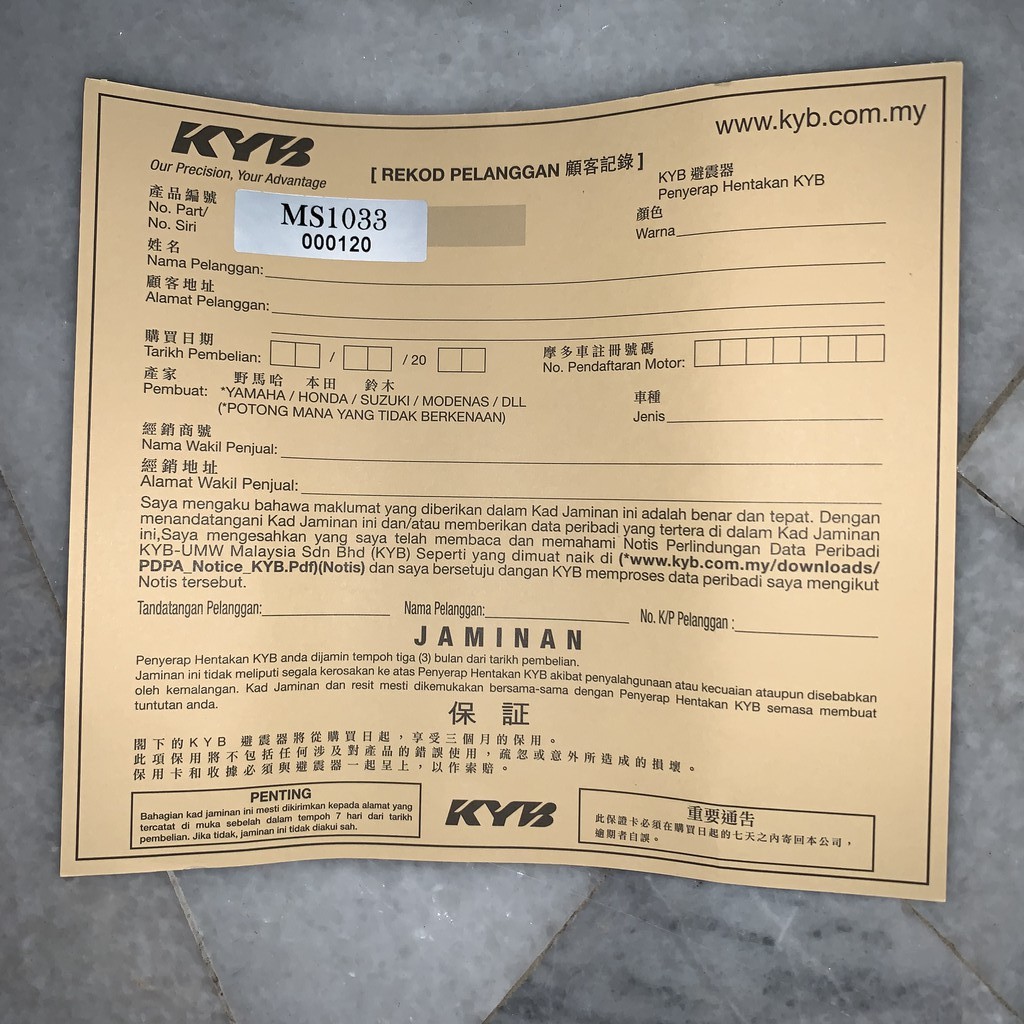 KYB
Our Precision, Your Advantage
www.kyb.com.my
[ REKOD PELANGGAN 顧客記錄 ]
KYB 避震器
Penyerap Hentakan KYB
產品編號
No. Part/
No. Siri
MS1033
000120
顏色
Warna
姓名
Nama Pelanggan:
顧客地址
Alamat Pelanggan:
購買日期
Tarikh Pembelian: / / 20
摩多車註冊號碼
No. Pendaftaran Motor:
產家 野馬哈 本田 鈴木
Pembuat: *YAMAHA / HONDA / SUZUKI / MODENAS / DLL
(*POTONG MANA YANG TIDAK BERKENAAN)
車種
Jenis
經銷商號
Nama Wakil Penjual:
經銷地址
Alamat Wakil Penjual:
Saya mengaku bahawa maklumat yang diberikan dalam Kad Jaminan ini adalah benar dan tepat. Dengan
menandatangani Kad Jaminan ini dan/atau memberikan data peribadi yang tertera di dalam Kad Jaminan
ini,Saya mengesahkan yang saya telah membaca dan memahami Notis Perlindungan Data Peribadi
KYB-UMW Malaysia Sdn Bhd (KYB) Seperti yang dimuat naik di (*www.kyb.com.my/downloads/
PDPA_Notice_KYB.Pdf)(Notis) dan saya bersetuju dengan KYB memproses data peribadi saya mengikut
Notis tersebut.
Tandatangan Pelanggan: Nama Pelanggan: No. K/P Pelanggan :
JAMINAN
Penyerap Hentakan KYB anda dijamin tempoh tiga (3) bulan dari tarikh pembelian.
Jaminan ini tidak meliputi segala kerosakan ke atas Penyerap Hentakan KYB akibat penyalahgunaan atau kecuaian ataupun disebabkan
oleh kemalangan. Kad Jaminan dan resit mesti dikemukakan bersama-sama dengan Penyerap Hentakan KYB semasa membuat
tuntutan anda.
保証
閣下的KYB 避震器將從購買日起，享受三個月的保用。
此項保用將不包括任何涉及對產品的錯誤使用，疏忽或意外所造成的損壞。
保用卡和收據必須與避震器一起呈上，以作索賠。
PENTING
Bahagian kad jaminan ini mesti dikirimkan kepada alamat yang
tercatat di muka sebelah dalam tempoh 7 hari dari tarikh
pembelian. Jika tidak, jaminan ini tidak diakui sah.
KYB
重要通告
此保證卡必須在購買日起的七天之內寄回本公司，
逾期者自誤。